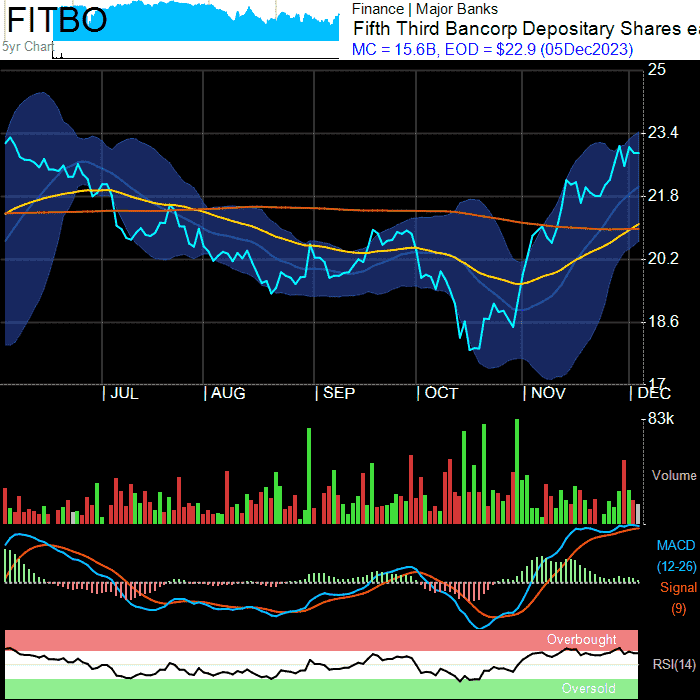 FITBO
5yr Chart
Finance | Major Banks
Fifth Third Bancorp Depositary Shares ea
MC = 15.6B, EOD = $22.9 (05Dec2023)
25
23.4
21.8
20.2
18.6
17
| JUL | AUG | SEP | OCT | NOV | DEC
83k
Volume
MACD
(12-26)
Signal
(9)
Overbought
RSI(14)
Oversold